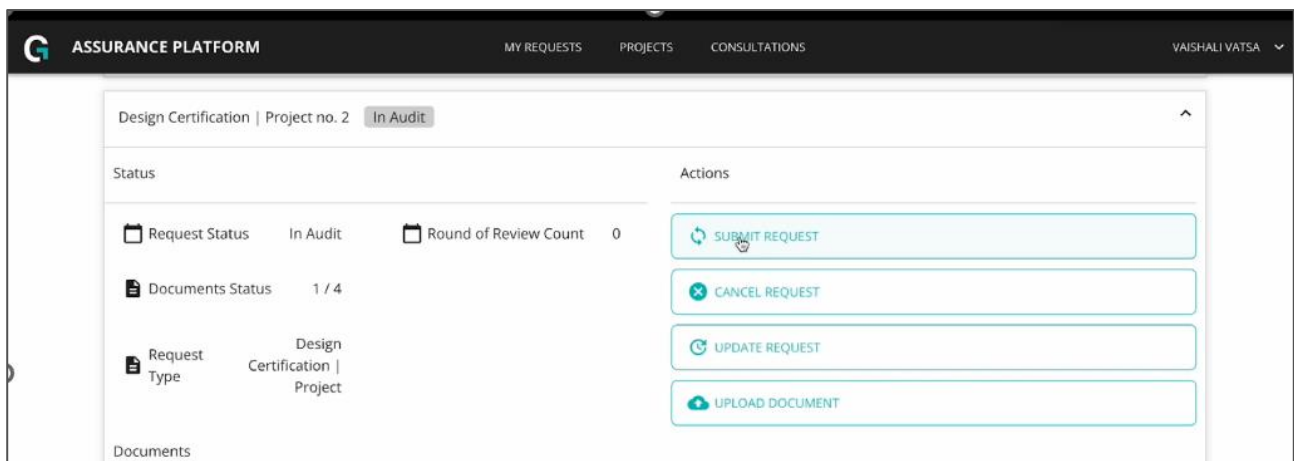 ASSURANCE PLATFORM MY REQUESTS PROJECTS CONSULTATIONS VAISHALI VATSA
Design Certification | Project no. 2 In Audit
Status
Request Status In Audit Round of Review Count 0
Documents Status 1 / 4
Request Type Design Certification | Project
Actions
SUBMIT REQUEST
CANCEL REQUEST
UPDATE REQUEST
UPLOAD DOCUMENT
Documents